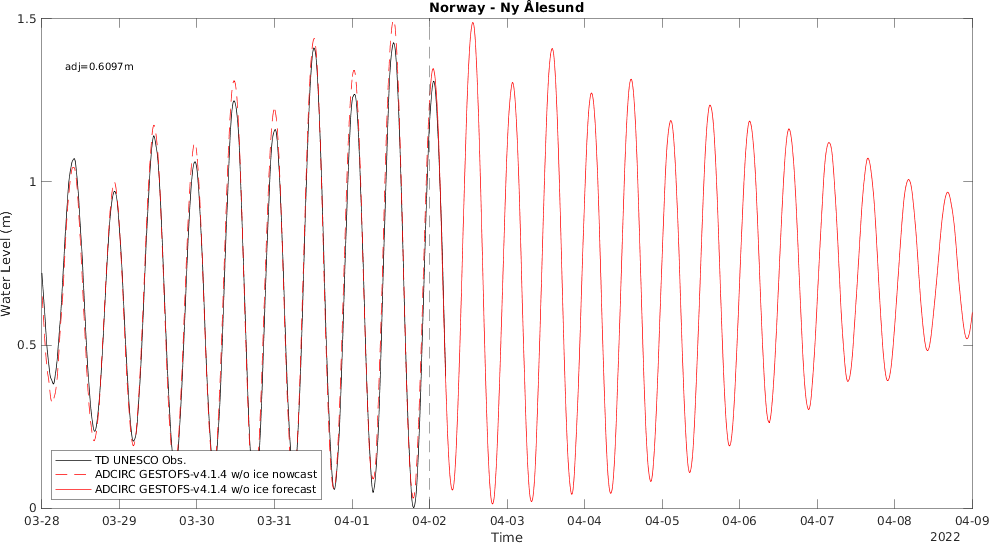 Norway - Ny Ålesund
adj=0.6097m
1.5
1
0.5
0
Water Level (m)
TD UNESCO Obs.
ADCIRC GESTOFS-v4.1.4 w/o ice nowcast
ADCIRC GESTOFS-v4.1.4 w/o ice forecast
03-28 03-29 03-30 03-31 04-01 04-02 04-03 04-04 04-05 04-06 04-07 04-08 04-09
Time
2022